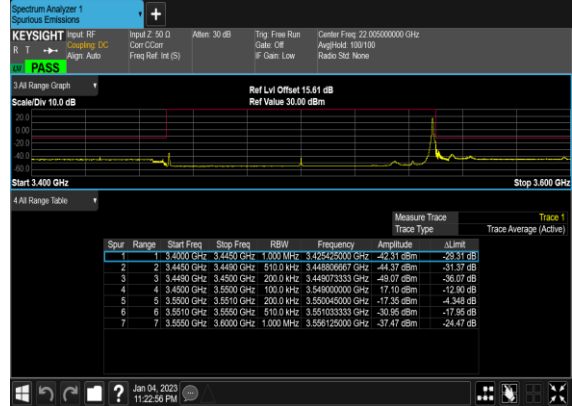 Spectrum Analyzer 1
Spurious Emissions
+
KEYSIGHT Input: RF Input Z: 50 Ω Atten: 30 dB Trig: Free Run Center Freq: 22.005000000 GHz
R T Coupling: DC Corr CCorr Gate: Off Avg|Hold: 100/100
Align: Auto Freq Ref: Int (S) IF Gain: Low Radio Std: None
LW PASS
3 All Range Graph
Ref Lvl Offset 15.61 dB
Scale/Div 10.0 dB Ref Value 30.00 dBm
20.0
0.00
-20.0
-40.0
-60.0
Start 3.400 GHz Stop 3.600 GHz
4 All Range Table
Measure Trace Trace 1
Trace Type Trace Average (Active)
Spur Range Start Freq Stop Freq RBW Frequency Amplitude ΔLimit
1 1 3.4000 GHz 3.4450 GHz 1.000 MHz 3.425425000 GHz -42.31 dBm -29.31 dB
2 2 3.4450 GHz 3.4490 GHz 510.0 kHz 3.448806667 GHz -44.37 dBm -31.37 dB
3 3 3.4490 GHz 3.4500 GHz 200.0 kHz 3.449073333 GHz -49.07 dBm -36.07 dB
4 4 3.4500 GHz 3.5500 GHz 100.0 kHz 3.549000000 GHz 17.10 dBm -12.90 dB
5 5 3.5500 GHz 3.5510 GHz 200.0 kHz 3.550045000 GHz -17.35 dBm -4.348 dB
6 6 3.5510 GHz 3.5550 GHz 510.0 kHz 3.551033333 GHz -30.95 dBm -17.95 dB
7 7 3.5550 GHz 3.6000 GHz 1.000 MHz 3.556125000 GHz -37.47 dBm -24.47 dB
? Jan 04, 2023
11:22:56 PM